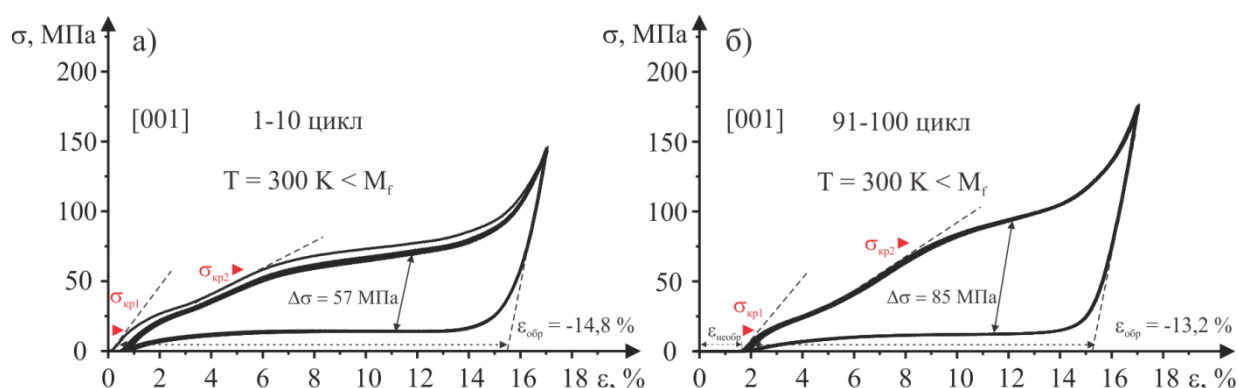 σ, МПа
а)
200
150
100
50
0
[001]
1-10 цикл
T = 300 K < Mf
σкр1
σкр2
Δσ = 57 МПа
εобр = -14,8 %
0 2 4 6 8 10 12 14 16 18 ε, %
σ, МПа
б)
200
150
100
50
0
[001]
91-100 цикл
T = 300 K < Mf
σкр1
σкр2
Δσ = 85 МПа
εнеобр
εобр = -13,2 %
0 2 4 6 8 10 12 14 16 18 ε, %